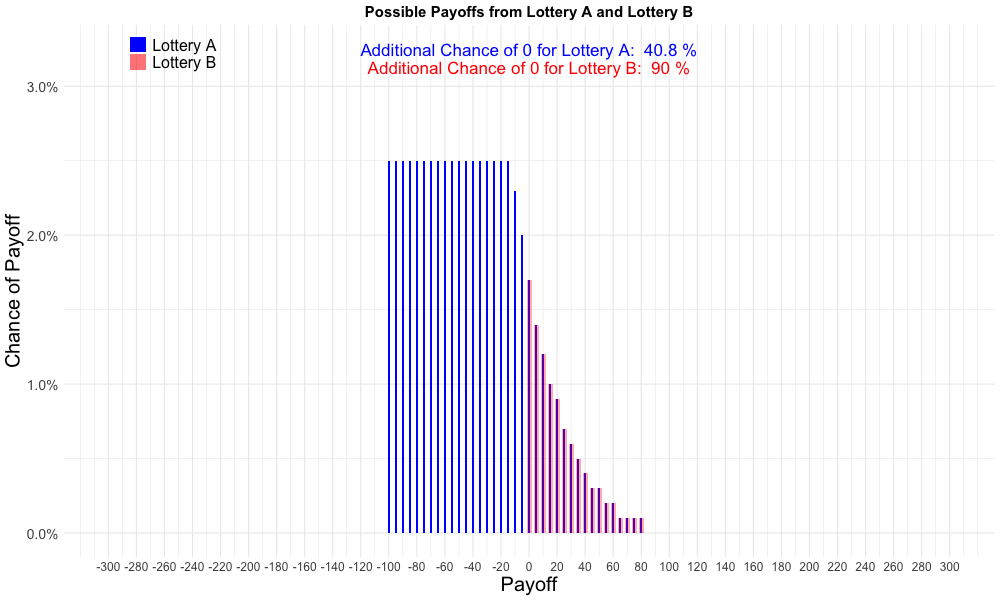 Possible Payoffs from Lottery A and Lottery B
Lottery A
Lottery B
Additional Chance of 0 for Lottery A:  40.8 %
Additional Chance of 0 for Lottery B:  90 %
Chance of Payoff
3.0%
2.0%
1.0%
0.0%
-300 -280 -260 -240 -220 -200 -180 -160 -140 -120 -100 -80 -60 -40 -20 0 20 40 60 80 100 120 140 160 180 200 220 240 260 280 300
Payoff